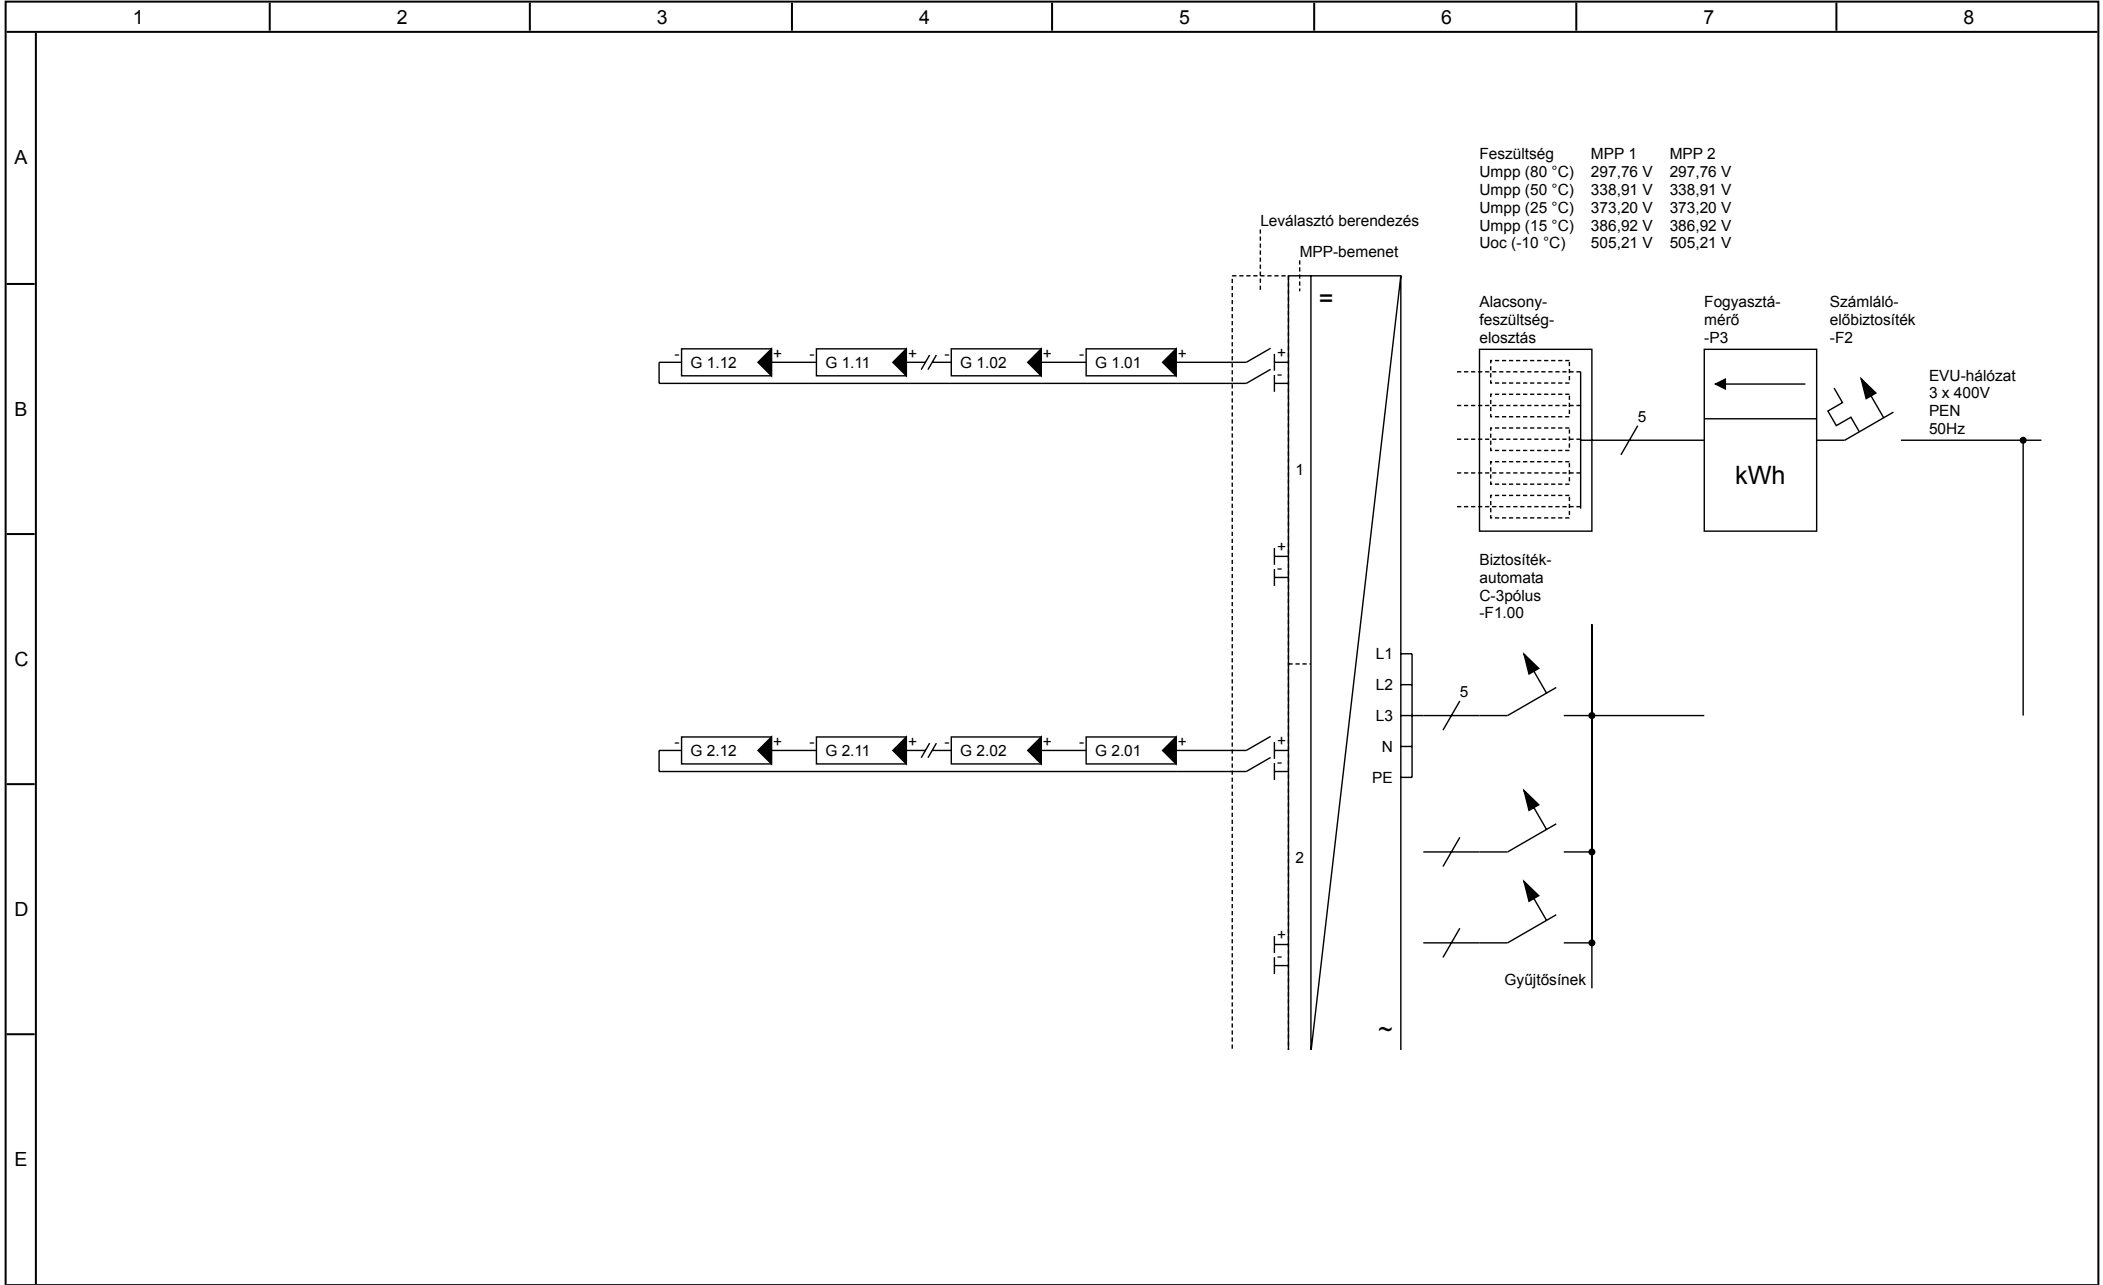 1 2 3 4 5 6 7 8
A
B
C
D
E
Feszültség MPP 1 MPP 2
Umpp (80 °C) 297,76 V 297,76 V
Umpp (50 °C) 338,91 V 338,91 V
Umpp (25 °C) 373,20 V 373,20 V
Umpp (15 °C) 386,92 V 386,92 V
Uoc (-10 °C) 505,21 V 505,21 V
Leválasztó berendezés
MPP-bemenet
=
- G 1.12 + - G 1.11 + - G 1.02 + - G 1.01 + +
-
1
+
-
- G 2.12 + - G 2.11 + - G 2.02 + - G 2.01 + +
-
2
+
-
~
L1
L2
L3
N
PE
5
Alacsony-
feszültség-
elosztás
5
Fogyasztá-
mérő
-P3
kWh
Számláló-
előbiztosíték
-F2
EVU-hálózat
3 x 400V
PEN
50Hz
Biztosíték-
automata
C-3pólus
-F1.00
Gyűjtősínek